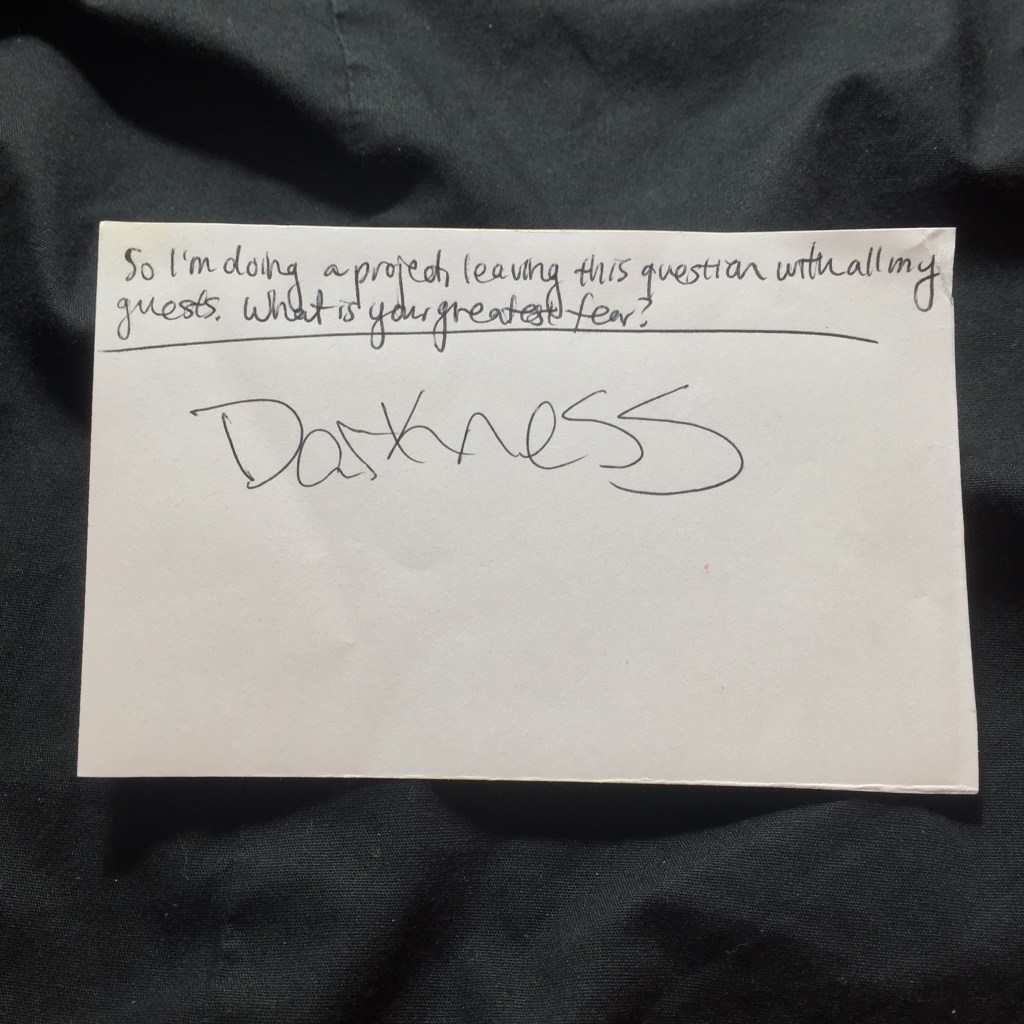 So I'm doing a project, leaving this question with all my
guests. What is your greatest fear?
Darkness